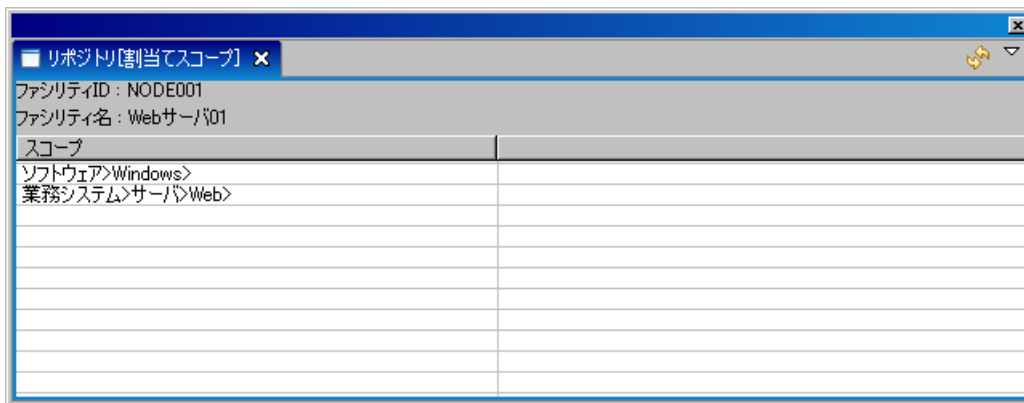 リポジトリ[割当てスコープ]
ファシリティID : NODE001
ファシリティ名 : Webサーバ01
スコープ
ソフトウェア>Windows>
業務システム>サーバ>Web>